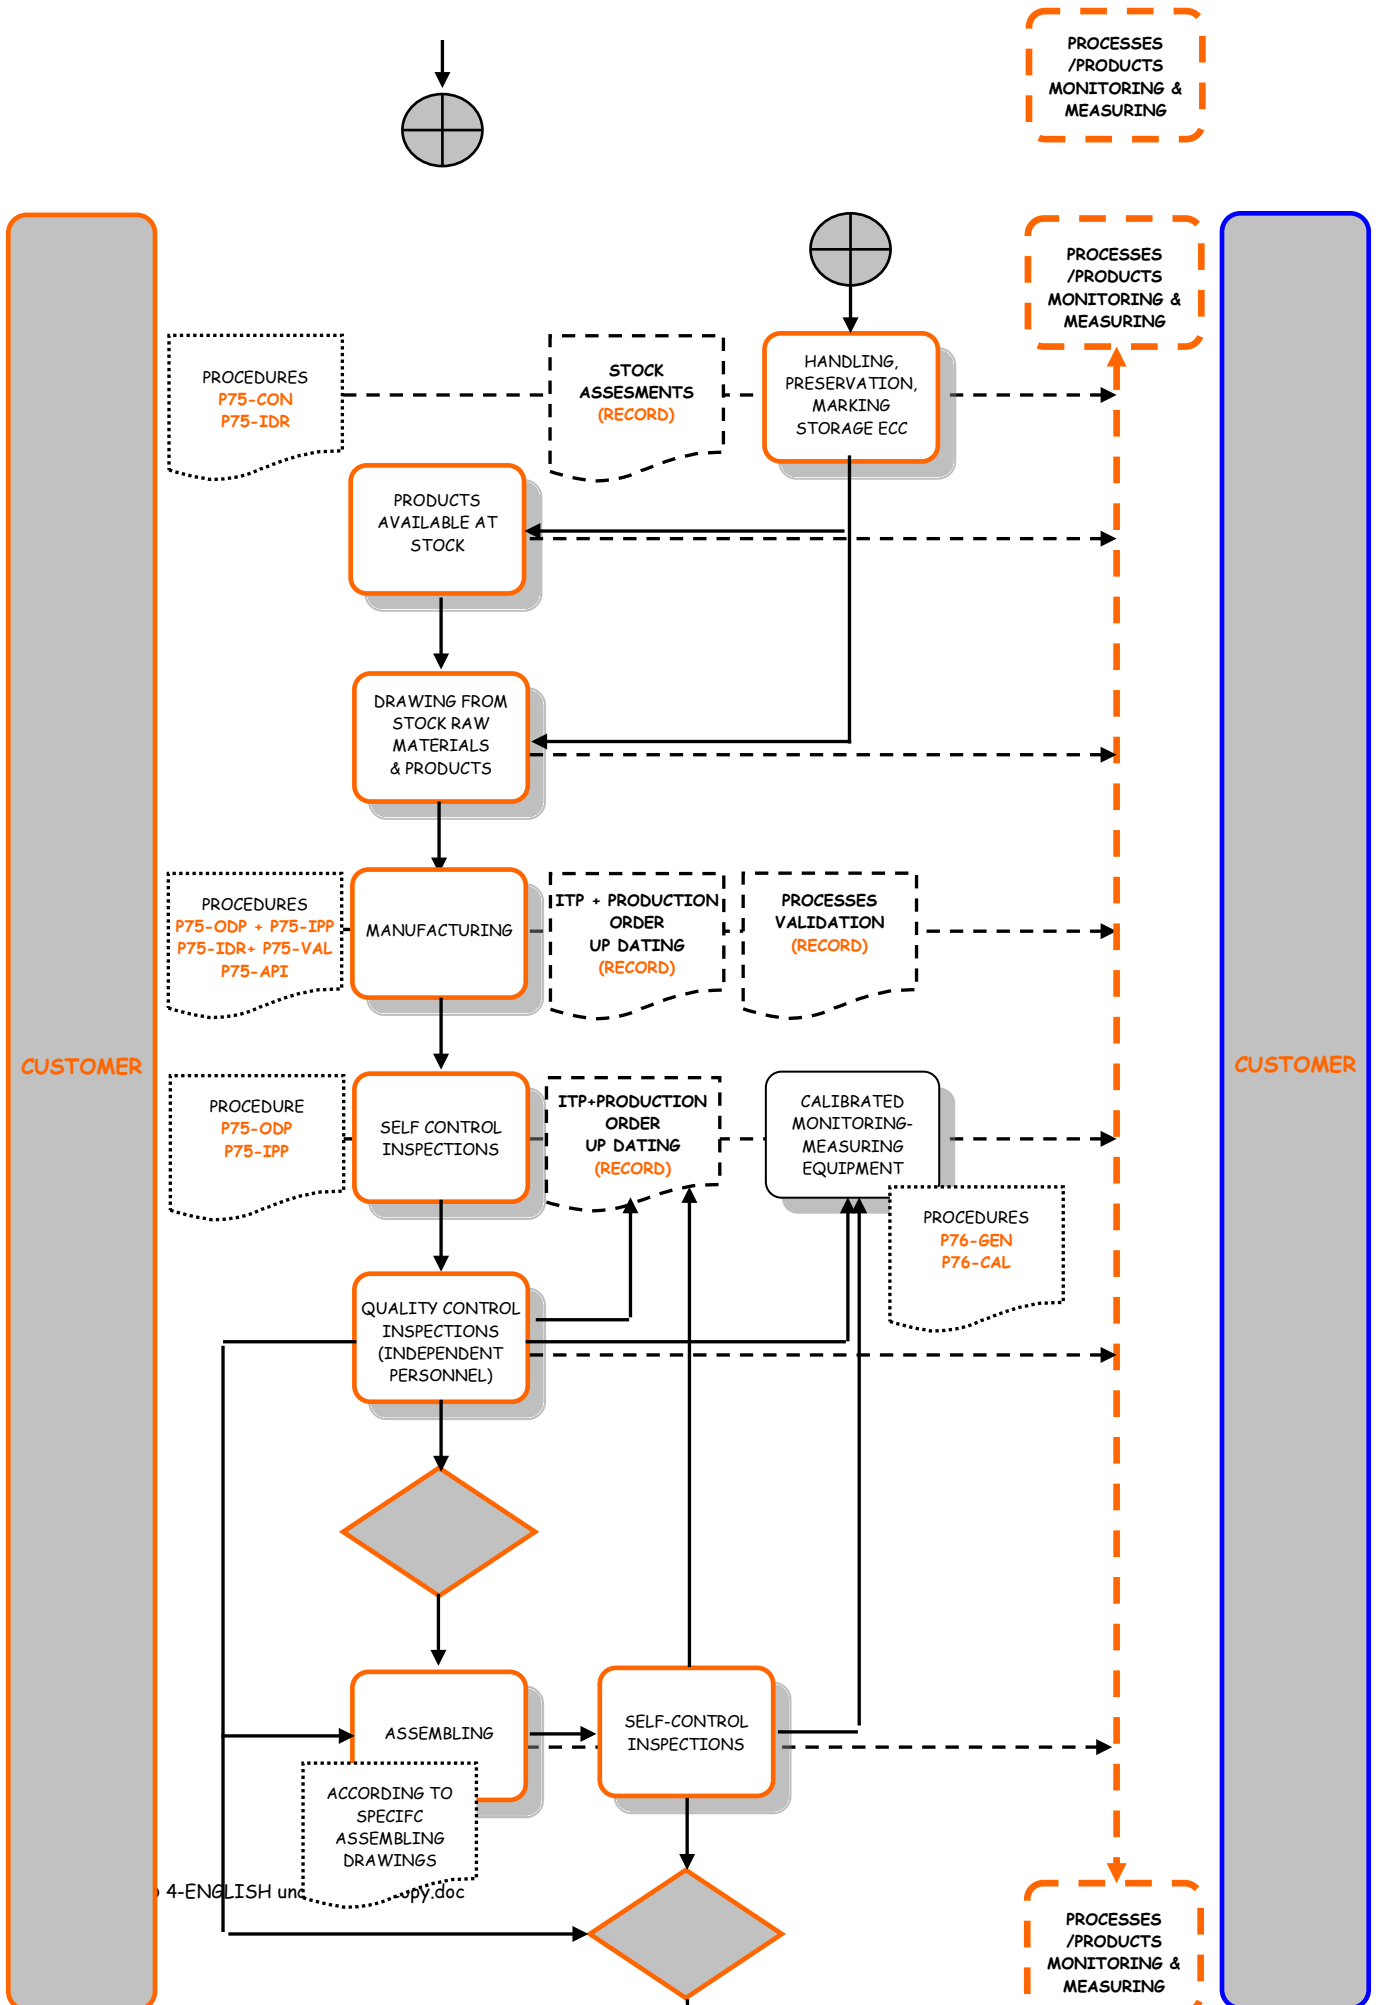 PROCESSES
/PRODUCTS
MONITORING &
MEASURING
PROCESSES
/PRODUCTS
MONITORING &
MEASURING
PROCEDURES
P75-CON
P75-IDR
STOCK
ASSESMENTS
(RECORD)
HANDLING,
PRESERVATION,
MARKING
STORAGE ECC
PRODUCTS
AVAILABLE AT
STOCK
DRAWING FROM
STOCK RAW
MATERIALS
& PRODUCTS
PROCEDURES
P75-ODP + P75-IPP
P75-IDR+ P75-VAL
P75-API
MANUFACTURING
ITP + PRODUCTION
ORDER
UP DATING
(RECORD)
PROCESSES
VALIDATION
(RECORD)
CUSTOMER
CUSTOMER
PROCEDURE
P75-ODP
P75-IPP
SELF CONTROL
INSPECTIONS
ITP+PRODUCTION
ORDER
UP DATING
(RECORD)
CALIBRATED
MONITORING-
MEASURING
EQUIPMENT
PROCEDURES
P76-GEN
P76-CAL
QUALITY CONTROL
INSPECTIONS
(INDEPENDENT
PERSONNEL)
ASSEMBLING
SELF-CONTROL
INSPECTIONS
ACCORDING TO
SPECIFC
ASSEMBLING
DRAWINGS
4-ENGLISH
PROCESSES
/PRODUCTS
MONITORING &
MEASURING